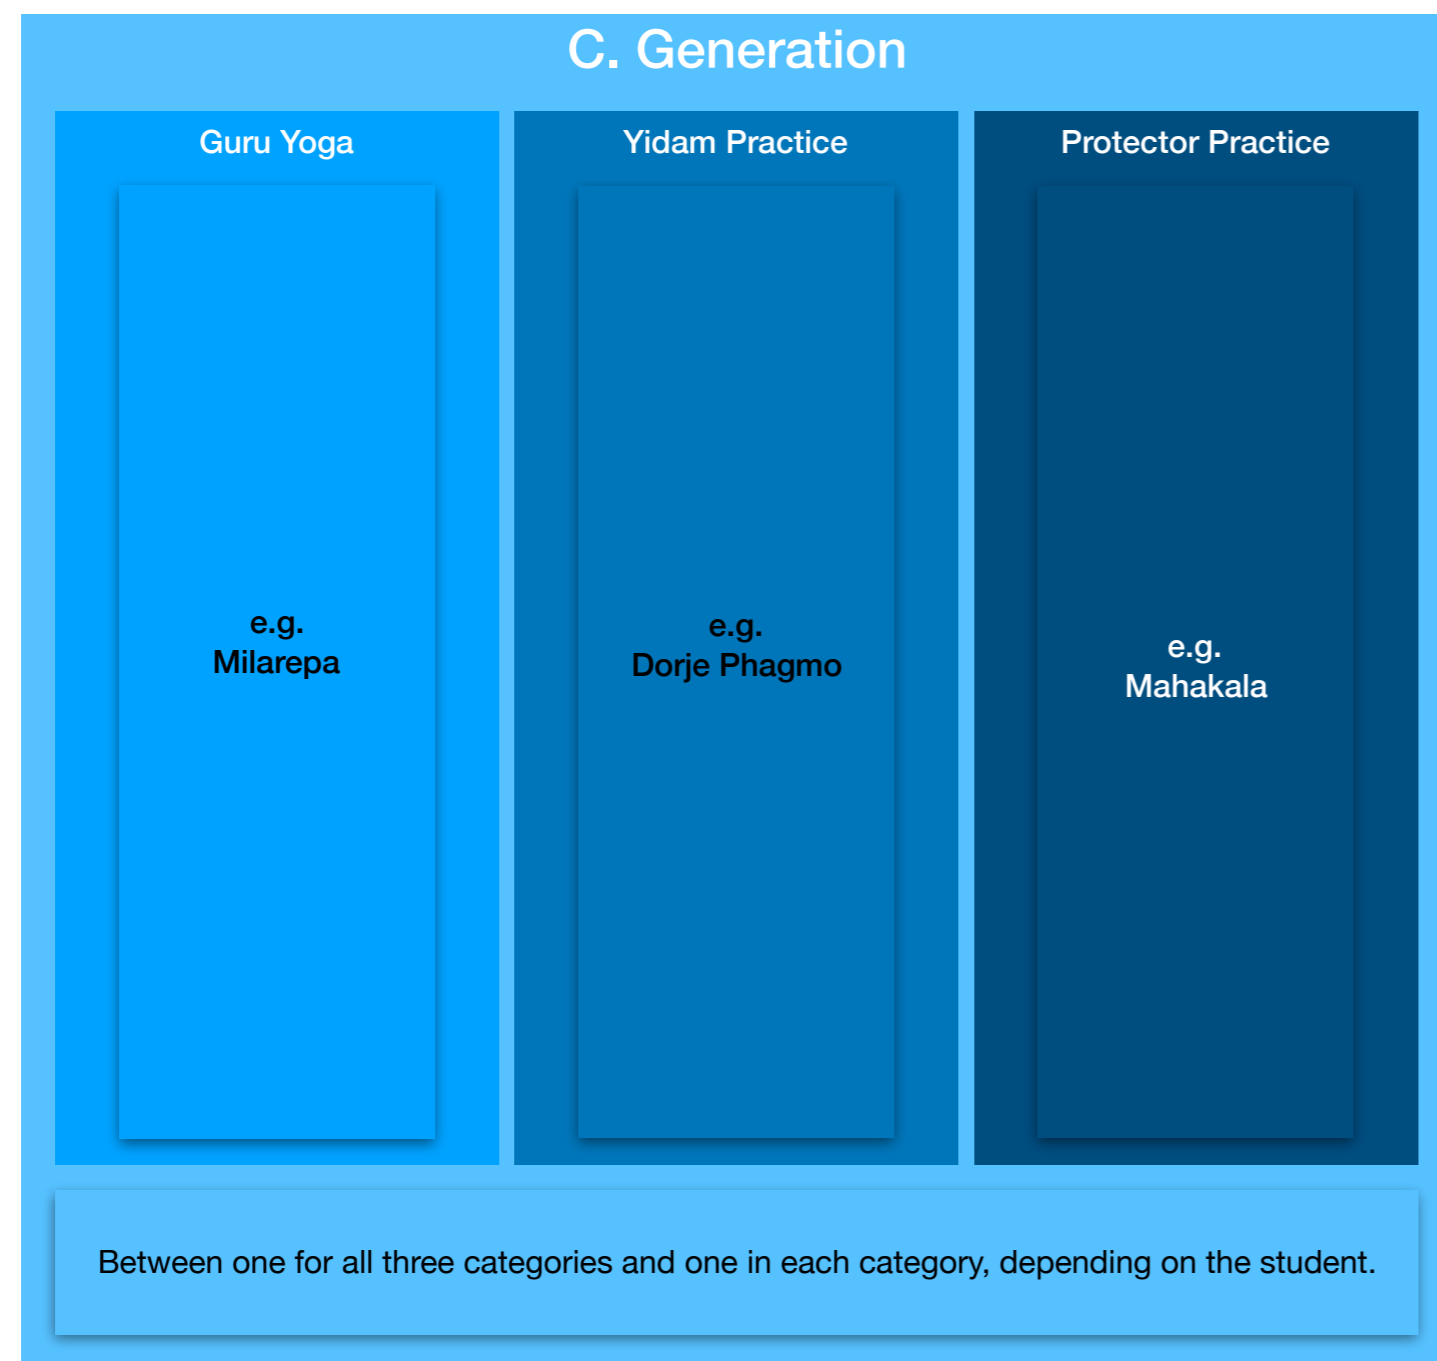 C. Generation
Guru Yoga
e.g.
Milarepa
Yidam Practice
e.g.
Dorje Phagmo
Protector Practice
e.g.
Mahakala
Between one for all three categories and one in each category, depending on the student.